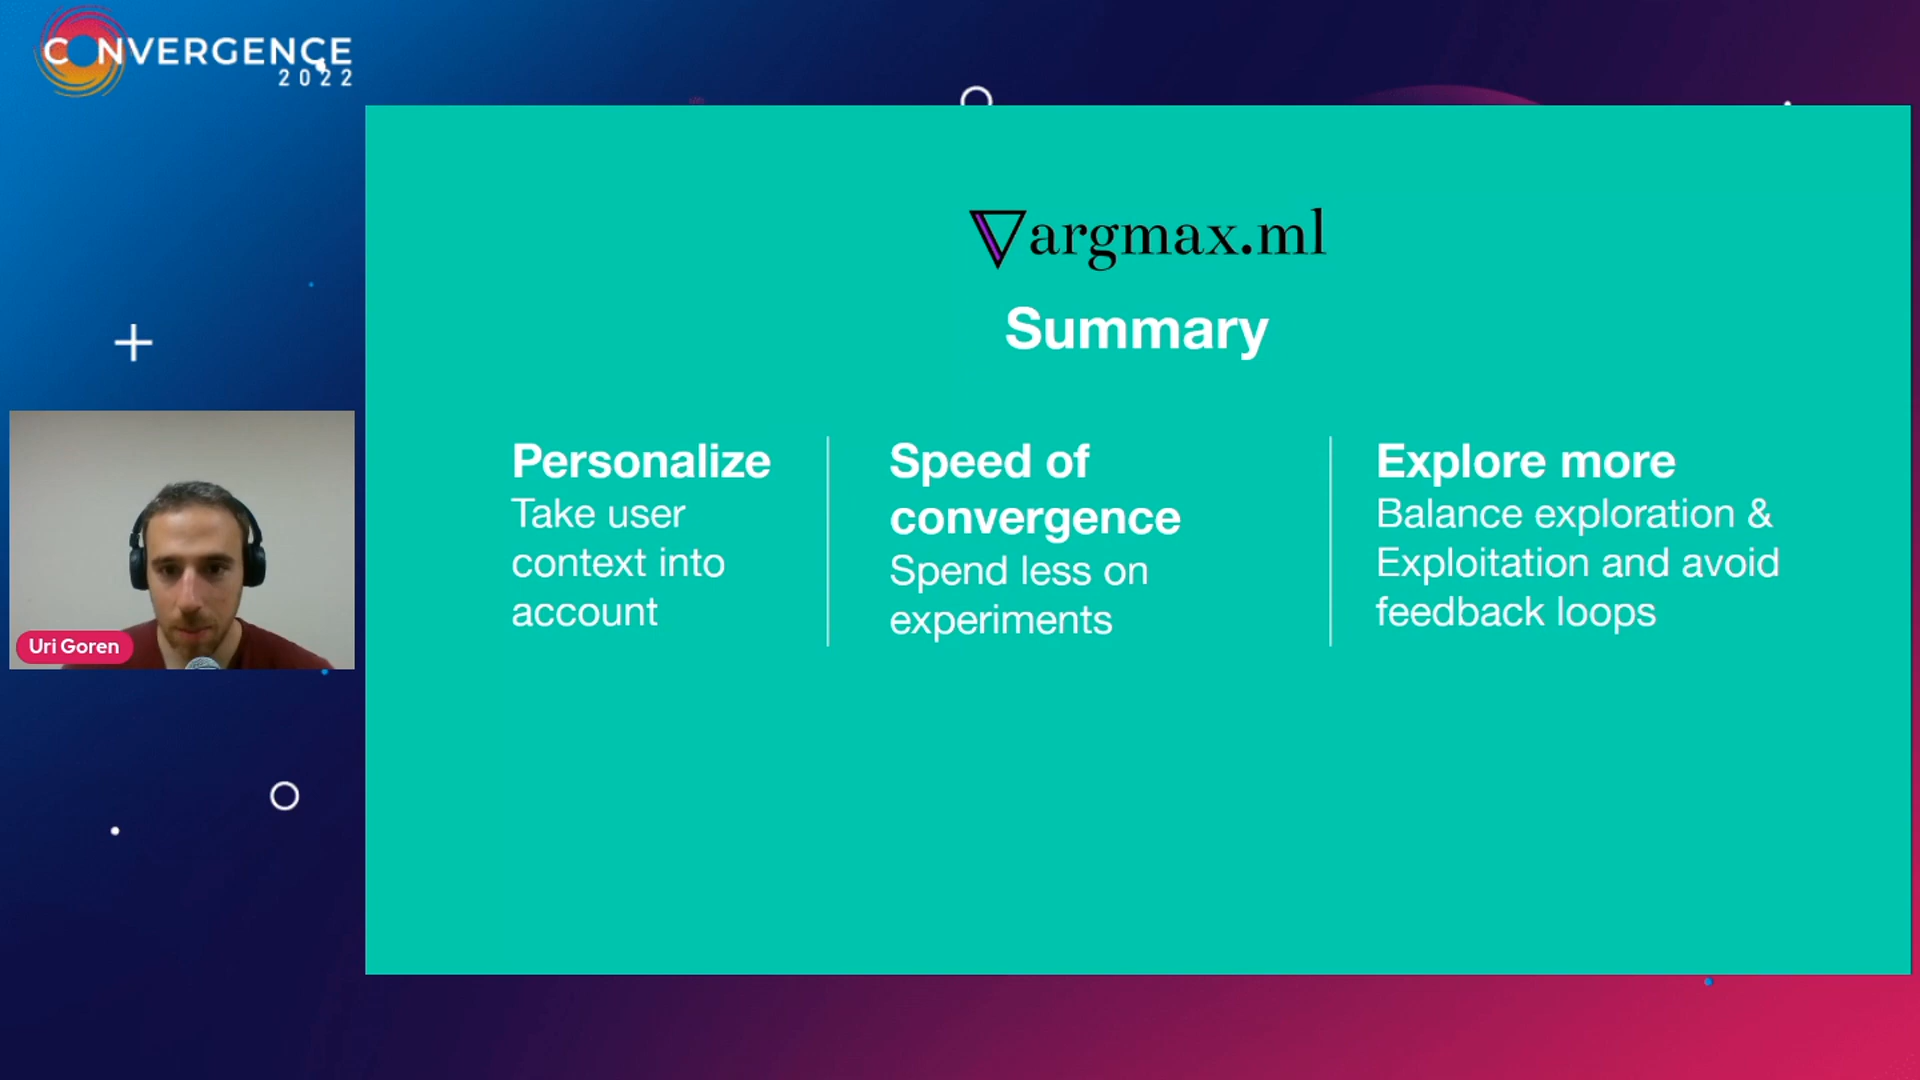 CONVERGENCE
2022
argmax.ml
Summary
Personalize
Take user
context into
account
Speed of
convergence
Spend less on
experiments
Explore more
Balance exploration &
Exploitation and avoid
feedback loops
Uri Goren